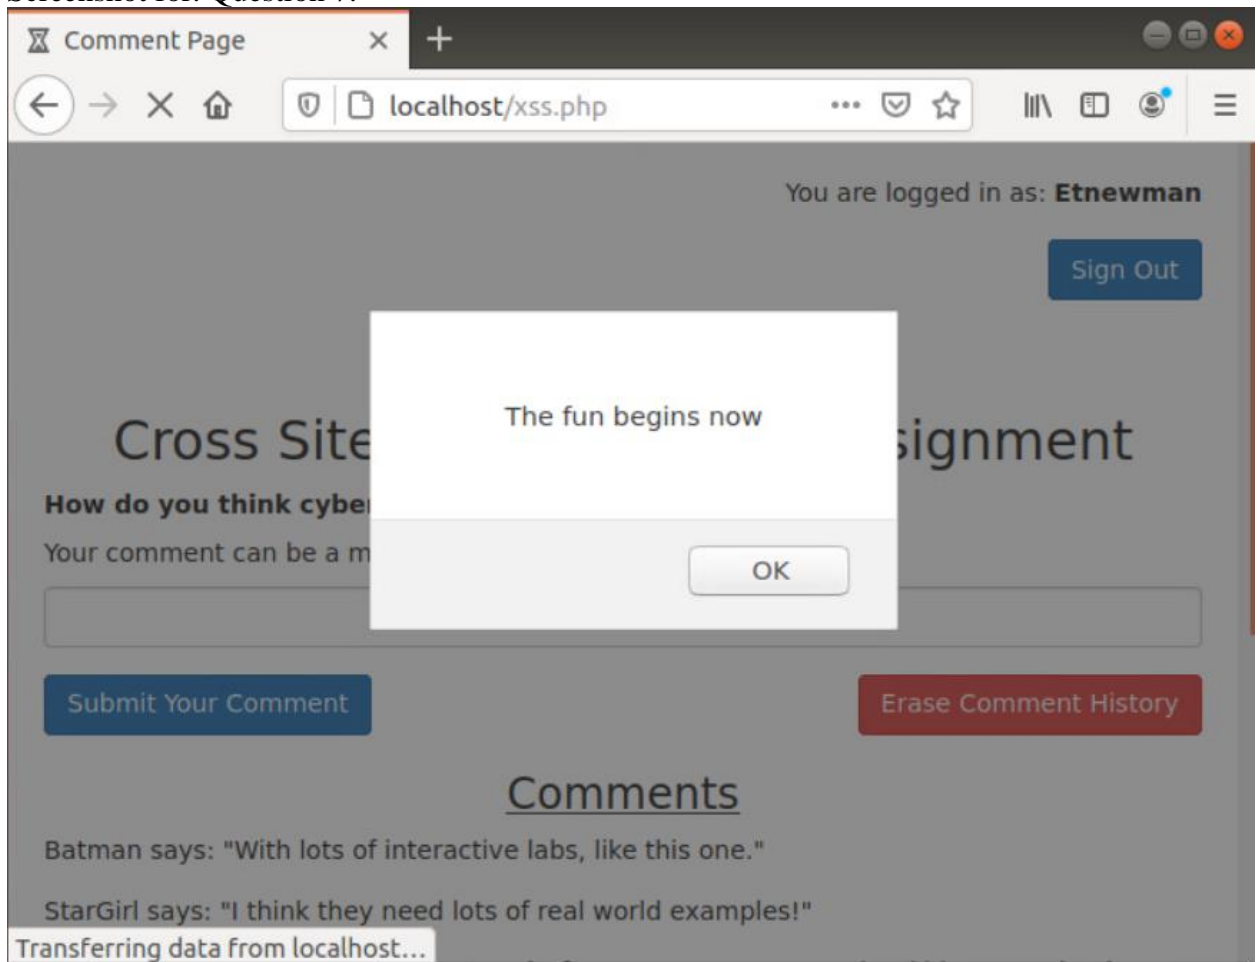 Comment Page
localhost/xss.php
You are logged in as: Etnewman
Sign Out
The fun begins now
OK
Cross Site
signment
How do you think cyber
Your comment can be a m
Submit Your Comment
Erase Comment History
Comments
Batman says: "With lots of interactive labs, like this one."
StarGirl says: "I think they need lots of real world examples!"
Transferring data from localhost...